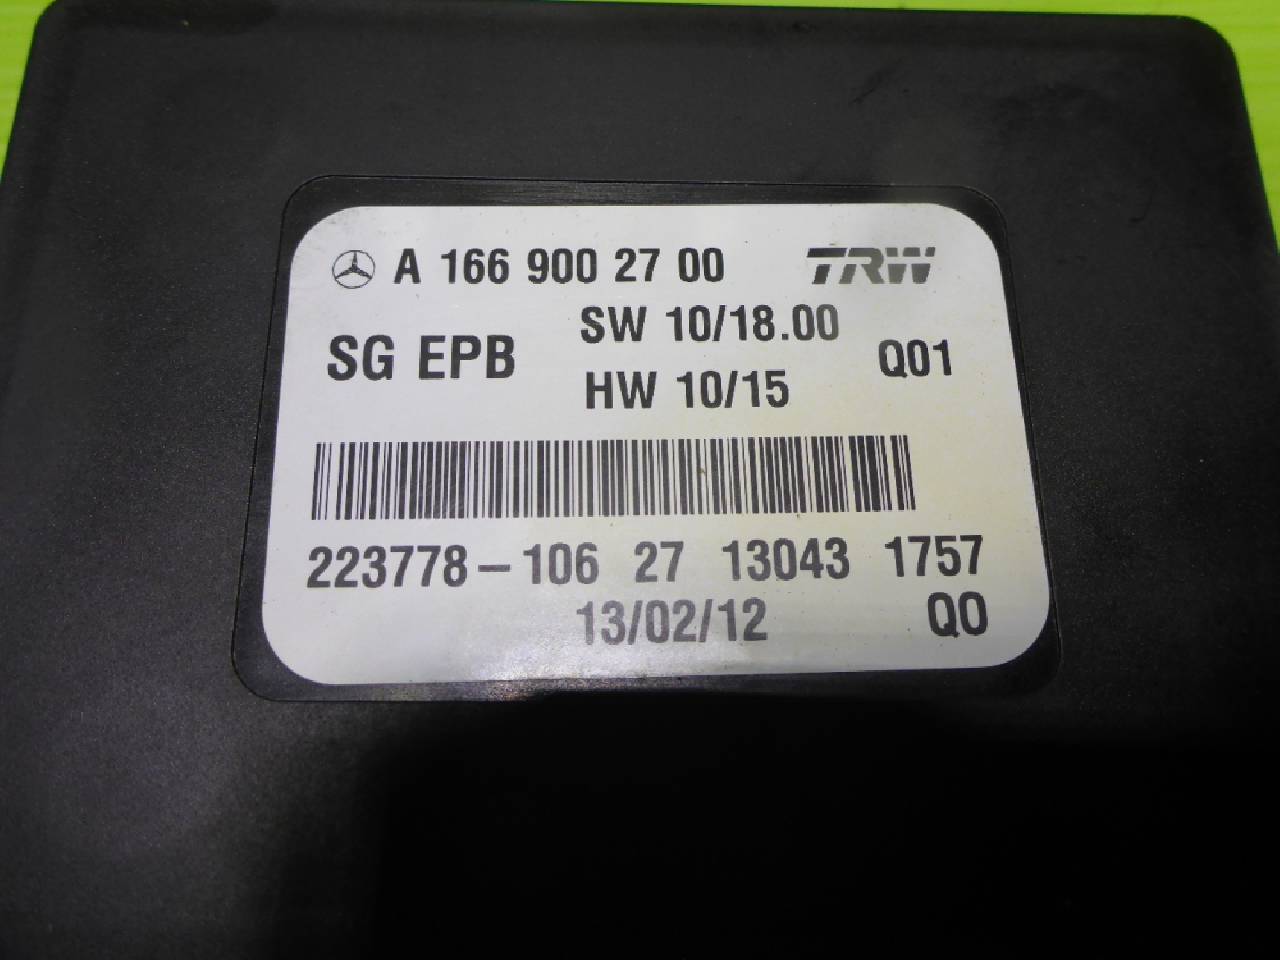 A 166 900 27 00 TRW
SW 10/18.00
SG EPB Q01
HW 10/15
223778-106 27 13043 1757
13/02/12 Q0